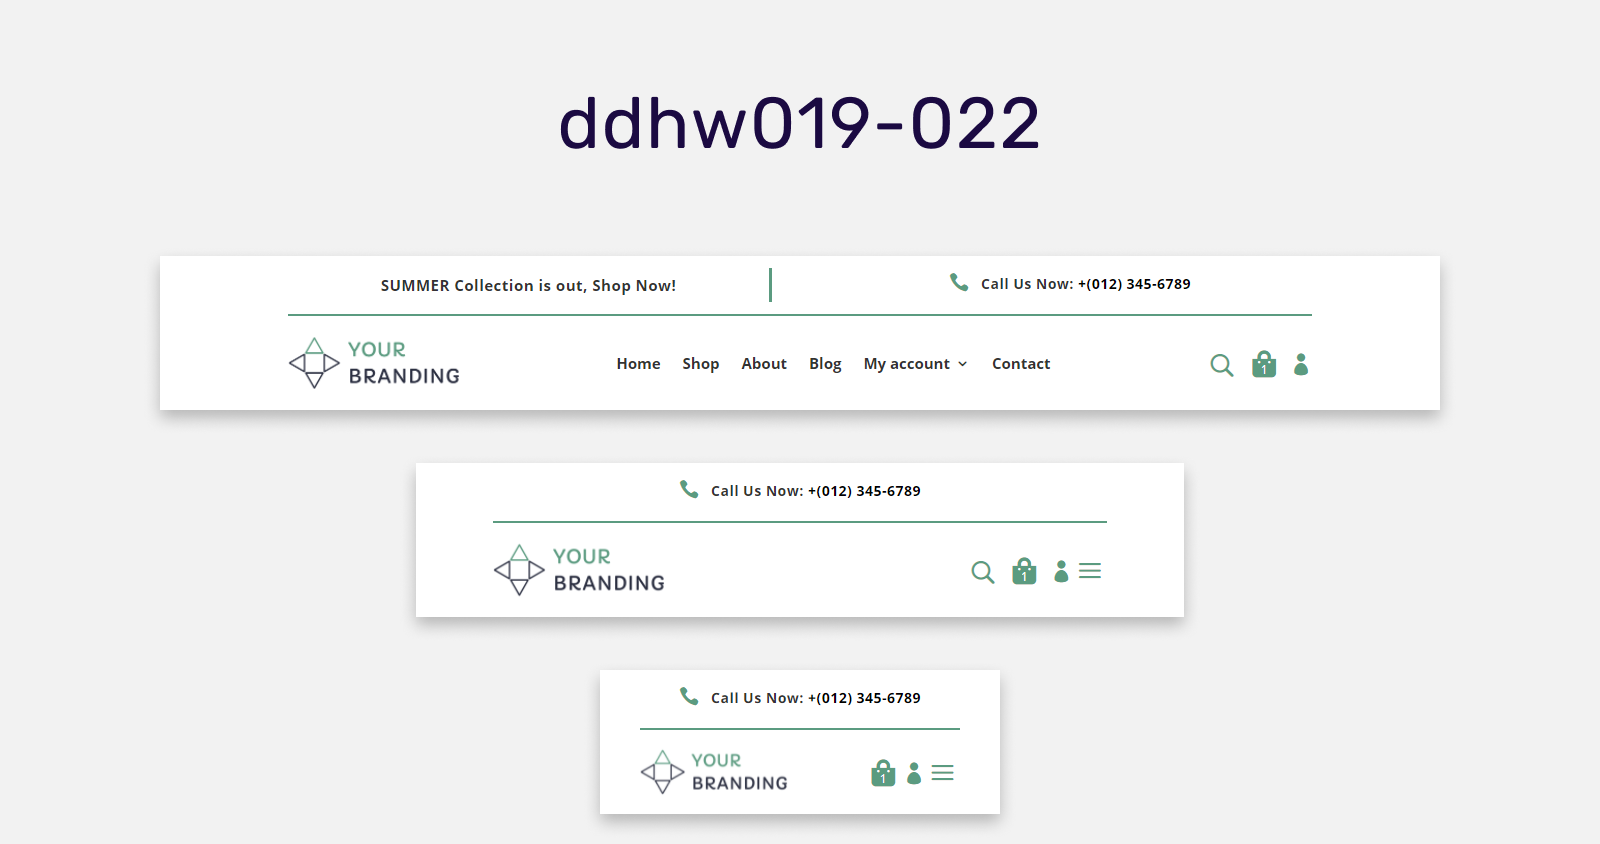 ddhw019-022
SUMMER Collection is out, Shop Now!
Call Us Now: +(012) 345-6789
YOUR
BRANDING
Home Shop About Blog My account Contact
1
Call Us Now: +(012) 345-6789
YOUR
BRANDING
1
Call Us Now: +(012) 345-6789
YOUR
BRANDING
1